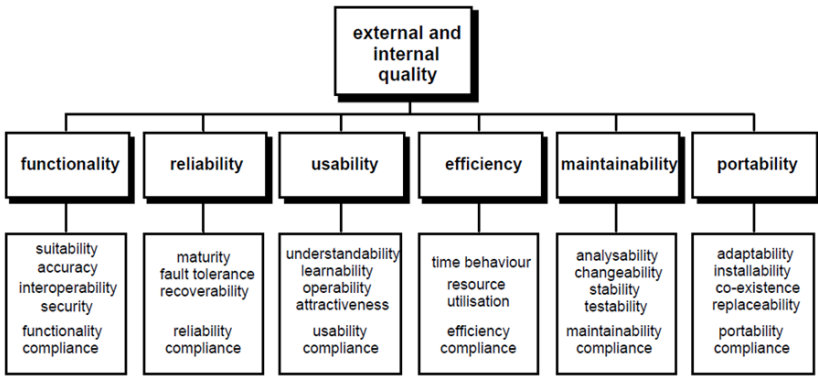 external and
internal
quality
functionality
reliability
usability
efficiency
maintainability
portability
suitability
accuracy
interoperability
security
functionality
compliance
maturity
fault tolerance
recoverability
reliability
compliance
understandability
learnability
operability
attractiveness
usability
compliance
time behaviour
resource
utilisation
efficiency
compliance
analysability
changeability
stability
testability
maintainability
compliance
adaptability
installability
co-existence
replaceability
portability
compliance